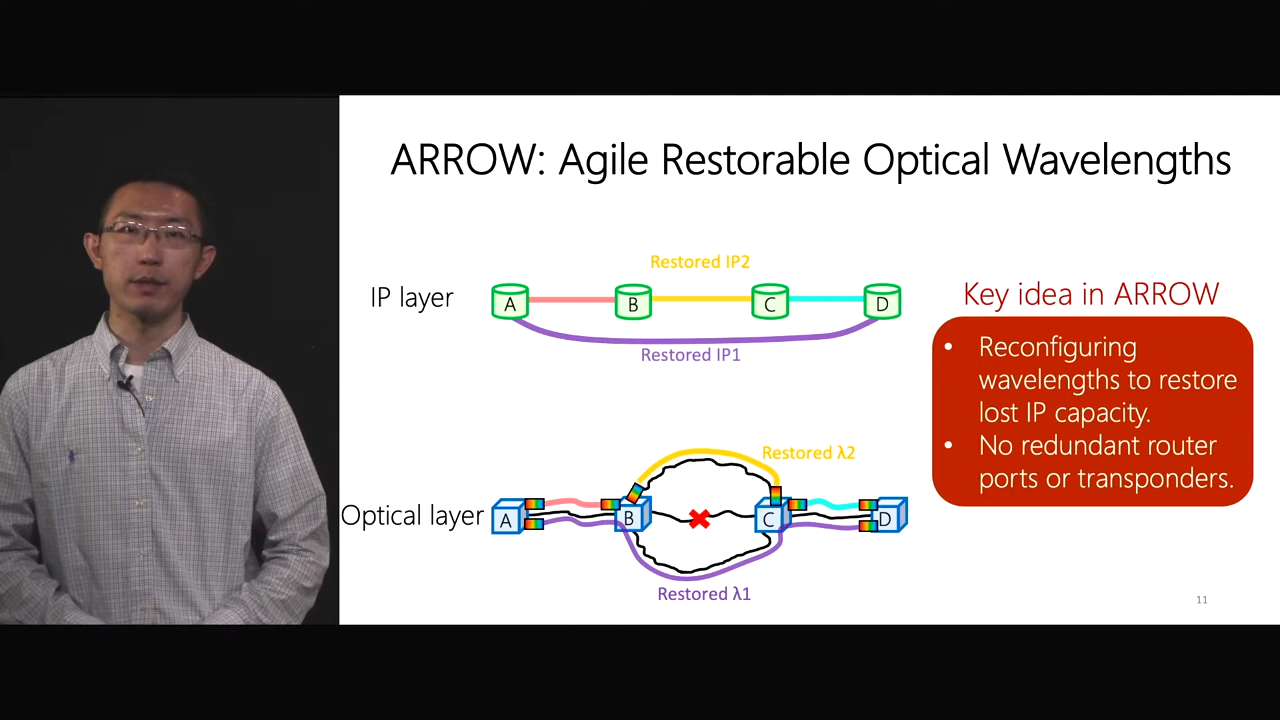 ARROW: Agile Restorable Optical Wavelengths
Restored IP2
IP layer
A
B
C
D
Restored IP1
Key idea in ARROW
• Reconfiguring
wavelengths to restore
lost IP capacity.
• No redundant router
ports or transponders.
Restored λ2
Optical layer
A
B
C
D
Restored λ1
11